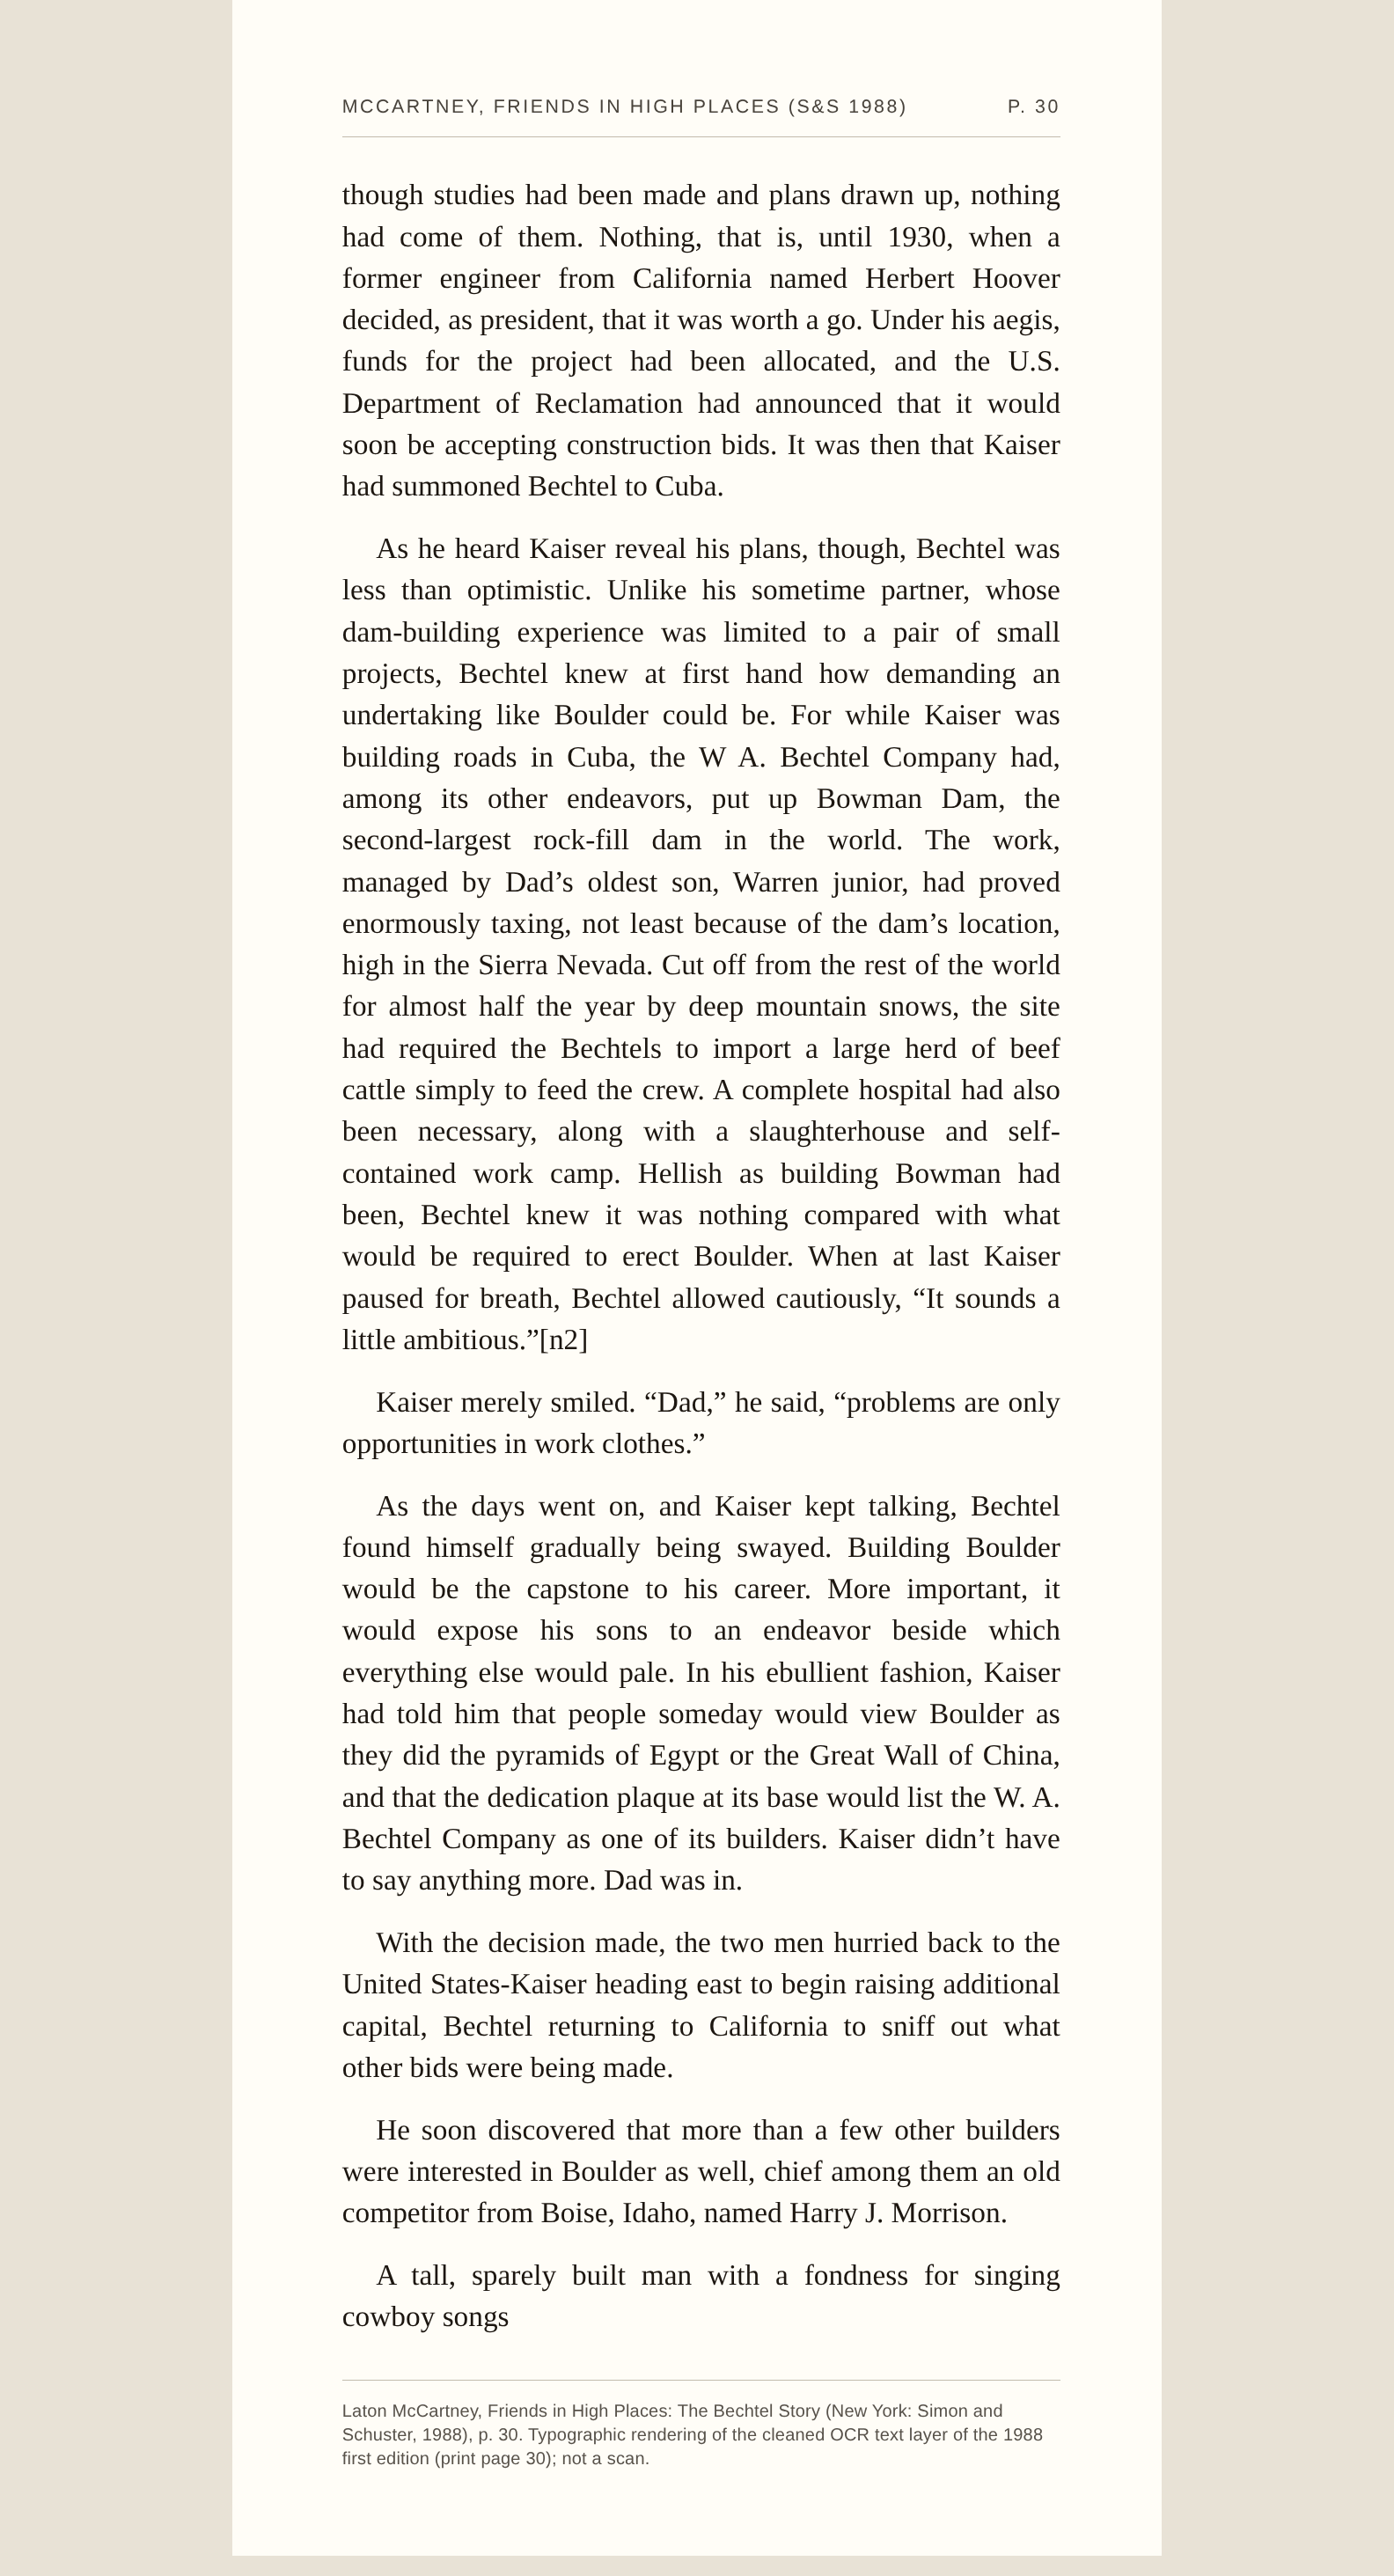 MCCARTNEY, FRIENDS IN HIGH PLACES (S&S 1988) P. 30
though studies had been made and plans drawn up, nothing
had come of them. Nothing, that is, until 1930, when a
former engineer from California named Herbert Hoover
decided, as president, that it was worth a go. Under his aegis,
funds for the project had been allocated, and the U.S.
Department of Reclamation had announced that it would
soon be accepting construction bids. It was then that Kaiser
had summoned Bechtel to Cuba.
As he heard Kaiser reveal his plans, though, Bechtel was
less than optimistic. Unlike his sometime partner, whose
dam-building experience was limited to a pair of small
projects, Bechtel knew at first hand how demanding an
undertaking like Boulder could be. For while Kaiser was
building roads in Cuba, the W A. Bechtel Company had,
among its other endeavors, put up Bowman Dam, the
second-largest rock-fill dam in the world. The work,
managed by Dad’s oldest son, Warren junior, had proved
enormously taxing, not least because of the dam’s location,
high in the Sierra Nevada. Cut off from the rest of the world
for almost half the year by deep mountain snows, the site
had required the Bechtels to import a large herd of beef
cattle simply to feed the crew. A complete hospital had also
been necessary, along with a slaughterhouse and self-
contained work camp. Hellish as building Bowman had
been, Bechtel knew it was nothing compared with what
would be required to erect Boulder. When at last Kaiser
paused for breath, Bechtel allowed cautiously, “It sounds a
little ambitious.”[n2]
Kaiser merely smiled. “Dad,” he said, “problems are only
opportunities in work clothes.”
As the days went on, and Kaiser kept talking, Bechtel
found himself gradually being swayed. Building Boulder
would be the capstone to his career. More important, it
would expose his sons to an endeavor beside which
everything else would pale. In his ebullient fashion, Kaiser
had told him that people someday would view Boulder as
they did the pyramids of Egypt or the Great Wall of China,
and that the dedication plaque at its base would list the W. A.
Bechtel Company as one of its builders. Kaiser didn’t have
to say anything more. Dad was in.
With the decision made, the two men hurried back to the
United States-Kaiser heading east to begin raising additional
capital, Bechtel returning to California to sniff out what
other bids were being made.
He soon discovered that more than a few other builders
were interested in Boulder as well, chief among them an old
competitor from Boise, Idaho, named Harry J. Morrison.
A tall, sparely built man with a fondness for singing
cowboy songs
Laton McCartney, Friends in High Places: The Bechtel Story (New York: Simon and
Schuster, 1988), p. 30. Typographic rendering of the cleaned OCR text layer of the 1988
first edition (print page 30); not a scan.